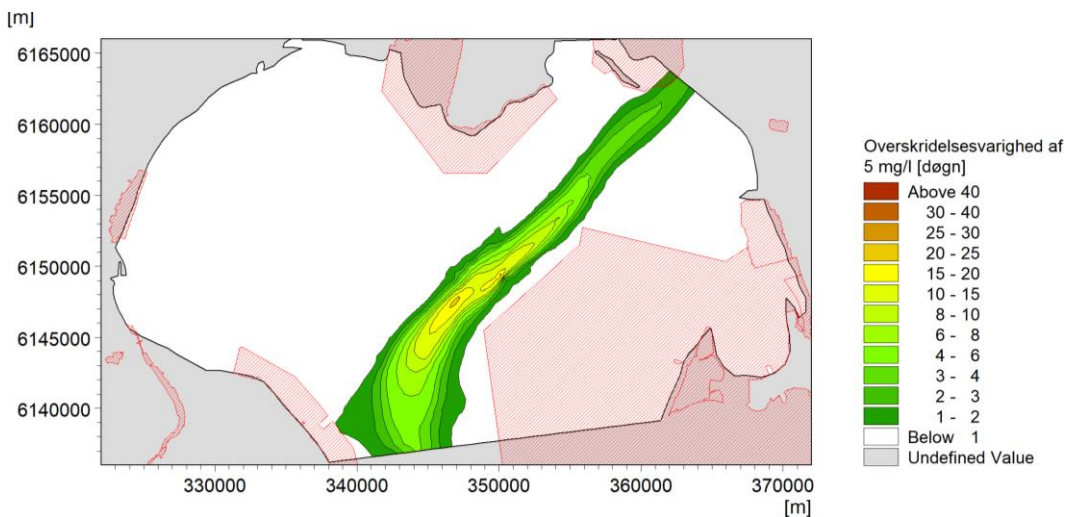 [m]
6165000
6160000
6155000
6150000
6145000
6140000
330000 340000 350000 360000 370000
[m]
Overskridelsesvarighed af
5 mg/l [døgn]
Above 40
30 - 40
25 - 30
20 - 25
15 - 20
10 - 15
8 - 10
6 - 8
4 - 6
3 - 4
2 - 3
1 - 2
Below 1
Undefined Value